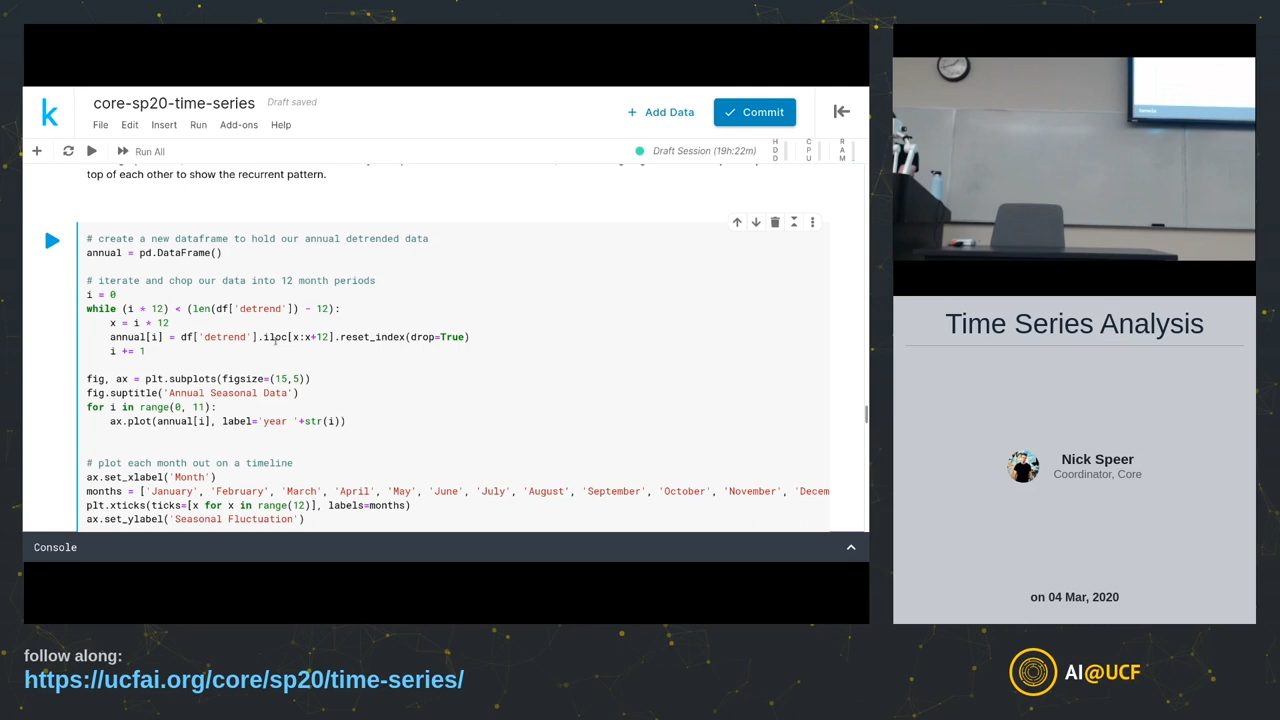 k
core-sp20-time-series Draft saved
File Edit Insert Run Add-ons Help
+ Add Data
Commit
Run All
Draft Session (19h:22m)
HDD
CPU
RAM
top of each other to show the recurrent pattern.
# create a new dataframe to hold our annual detrended data
annual = pd.DataFrame()
# iterate and chop our data into 12 month periods
i = 0
while (i * 12) < (len(df['detrend']) - 12):
x = i * 12
annual[i] = df['detrend'].iloc[x:x+12].reset_index(drop=True)
i += 1
fig, ax = plt.subplots(figsize=(15,5))
fig.suptitle('Annual Seasonal Data')
for i in range(0, 11):
ax.plot(annual[i], label='year '+str(i))
# plot each month out on a timeline
ax.set_xlabel('Month')
months = ['January', 'February', 'March', 'April', 'May', 'June', 'July', 'August', 'September', 'October', 'November', 'Decem
plt.xticks(ticks=[x for x in range(12)], labels=months)
ax.set_ylabel('Seasonal Fluctuation')
Console
Time Series Analysis
Nick Speer
Coordinator, Core
on 04 Mar, 2020
follow along:
https://ucfai.org/core/sp20/time-series/
AI@UCF